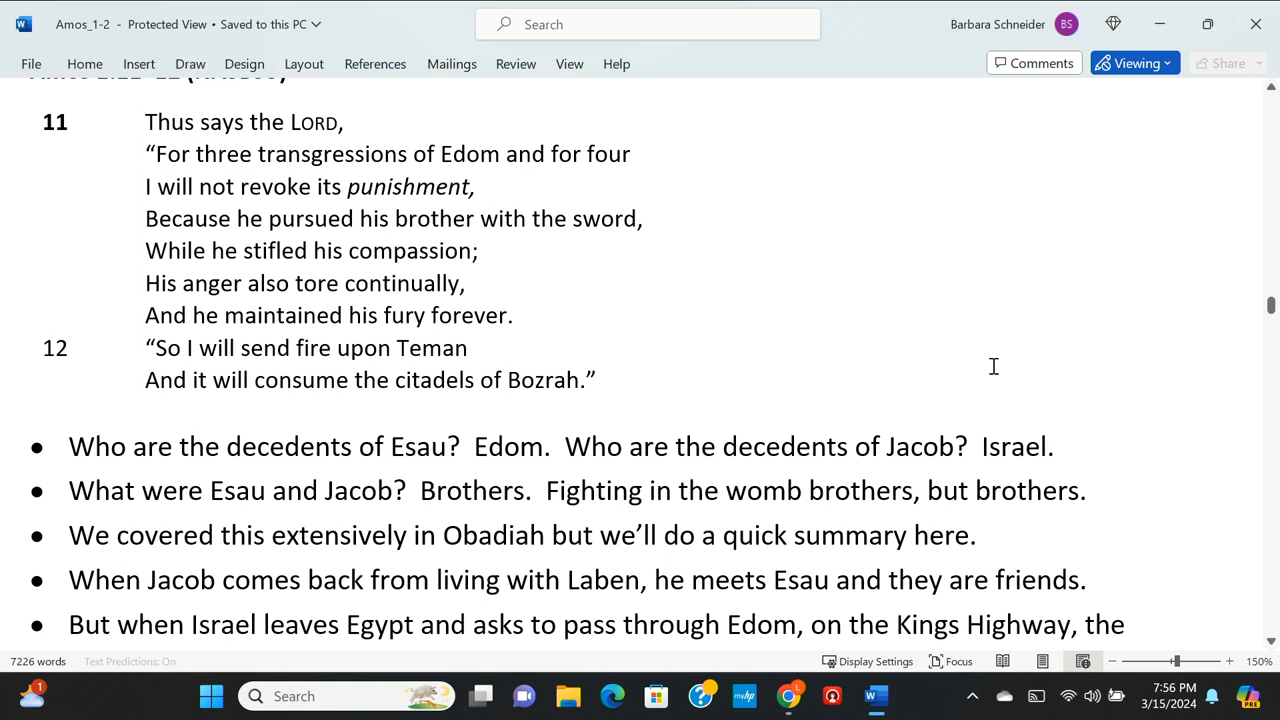 Amos_1-2 - Protected View • Saved to this PC
Search
Barbara Schneider
BS
File Home Insert Draw Design Layout References Mailings Review View Help
Comments
Viewing
Share
11 Thus says the LORD,
“For three transgressions of Edom and for four
I will not revoke its punishment,
Because he pursued his brother with the sword,
While he stifled his compassion;
His anger also tore continually,
And he maintained his fury forever.
12 “So I will send fire upon Teman
And it will consume the citadels of Bozrah.”
• Who are the decedents of Esau? Edom. Who are the decedents of Jacob? Israel.
• What were Esau and Jacob? Brothers. Fighting in the womb brothers, but brothers.
• We covered this extensively in Obadiah but we’ll do a quick summary here.
• When Jacob comes back from living with Laben, he meets Esau and they are friends.
• But when Israel leaves Egypt and asks to pass through Edom, on the Kings Highway, the
7226 words Text Predictions: On
Display Settings
Focus
150%
1
Search
myhp
L
7:56 PM
3/15/2024
PRE